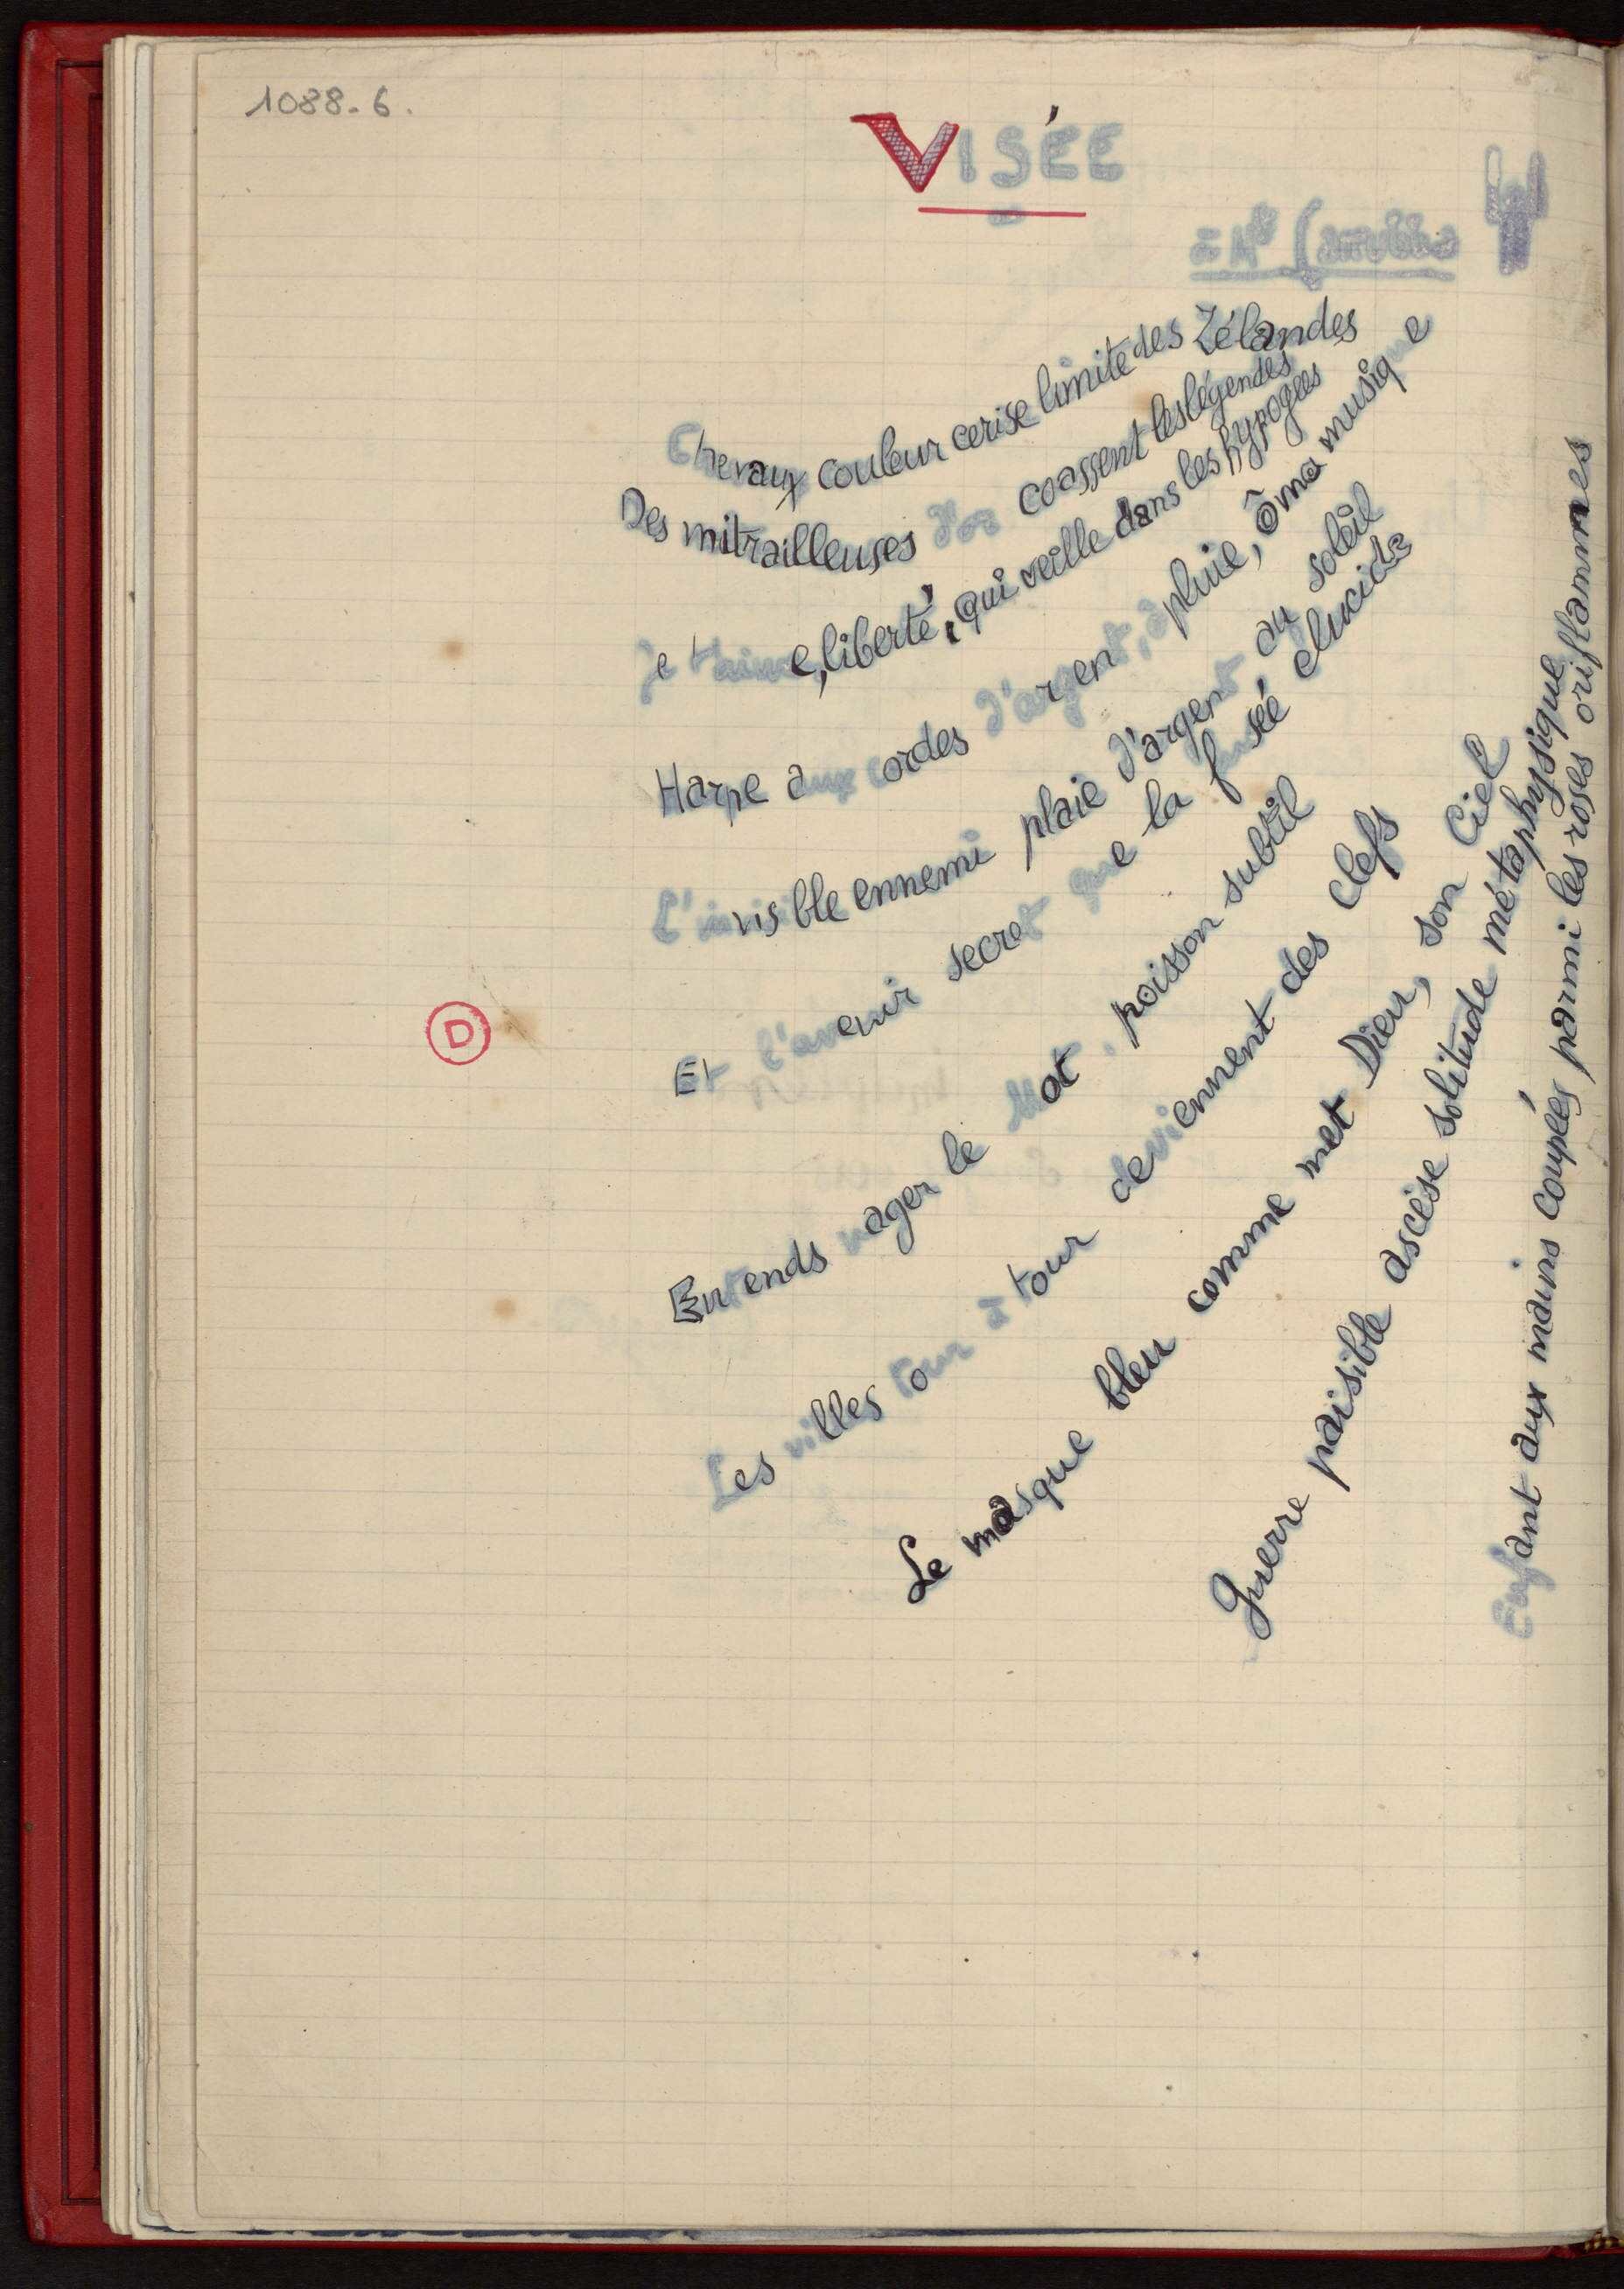 1088-6.
VISÉE
à M
Chevaux couleur cerise limite des Zélandes
Des mitrailleuses d'or coassent les légendes
je t'aime, liberté, qui veille dans les hypogées
Harpe aux cordes d'argent, ô pluie, ô ma musique
L'invisible ennemi plaie d'argent au soleil
Et l'avenir secret que la fusée élucide
Entends nager le Mot, poisson subtil
Les villes tour à tour deviennent des clefs
Le masque bleu comme met Dieu, son Ciel
Guerre paisible ascèse solitude métaphysique
Enfant aux mains coupées parmi les roses oriflammes
D